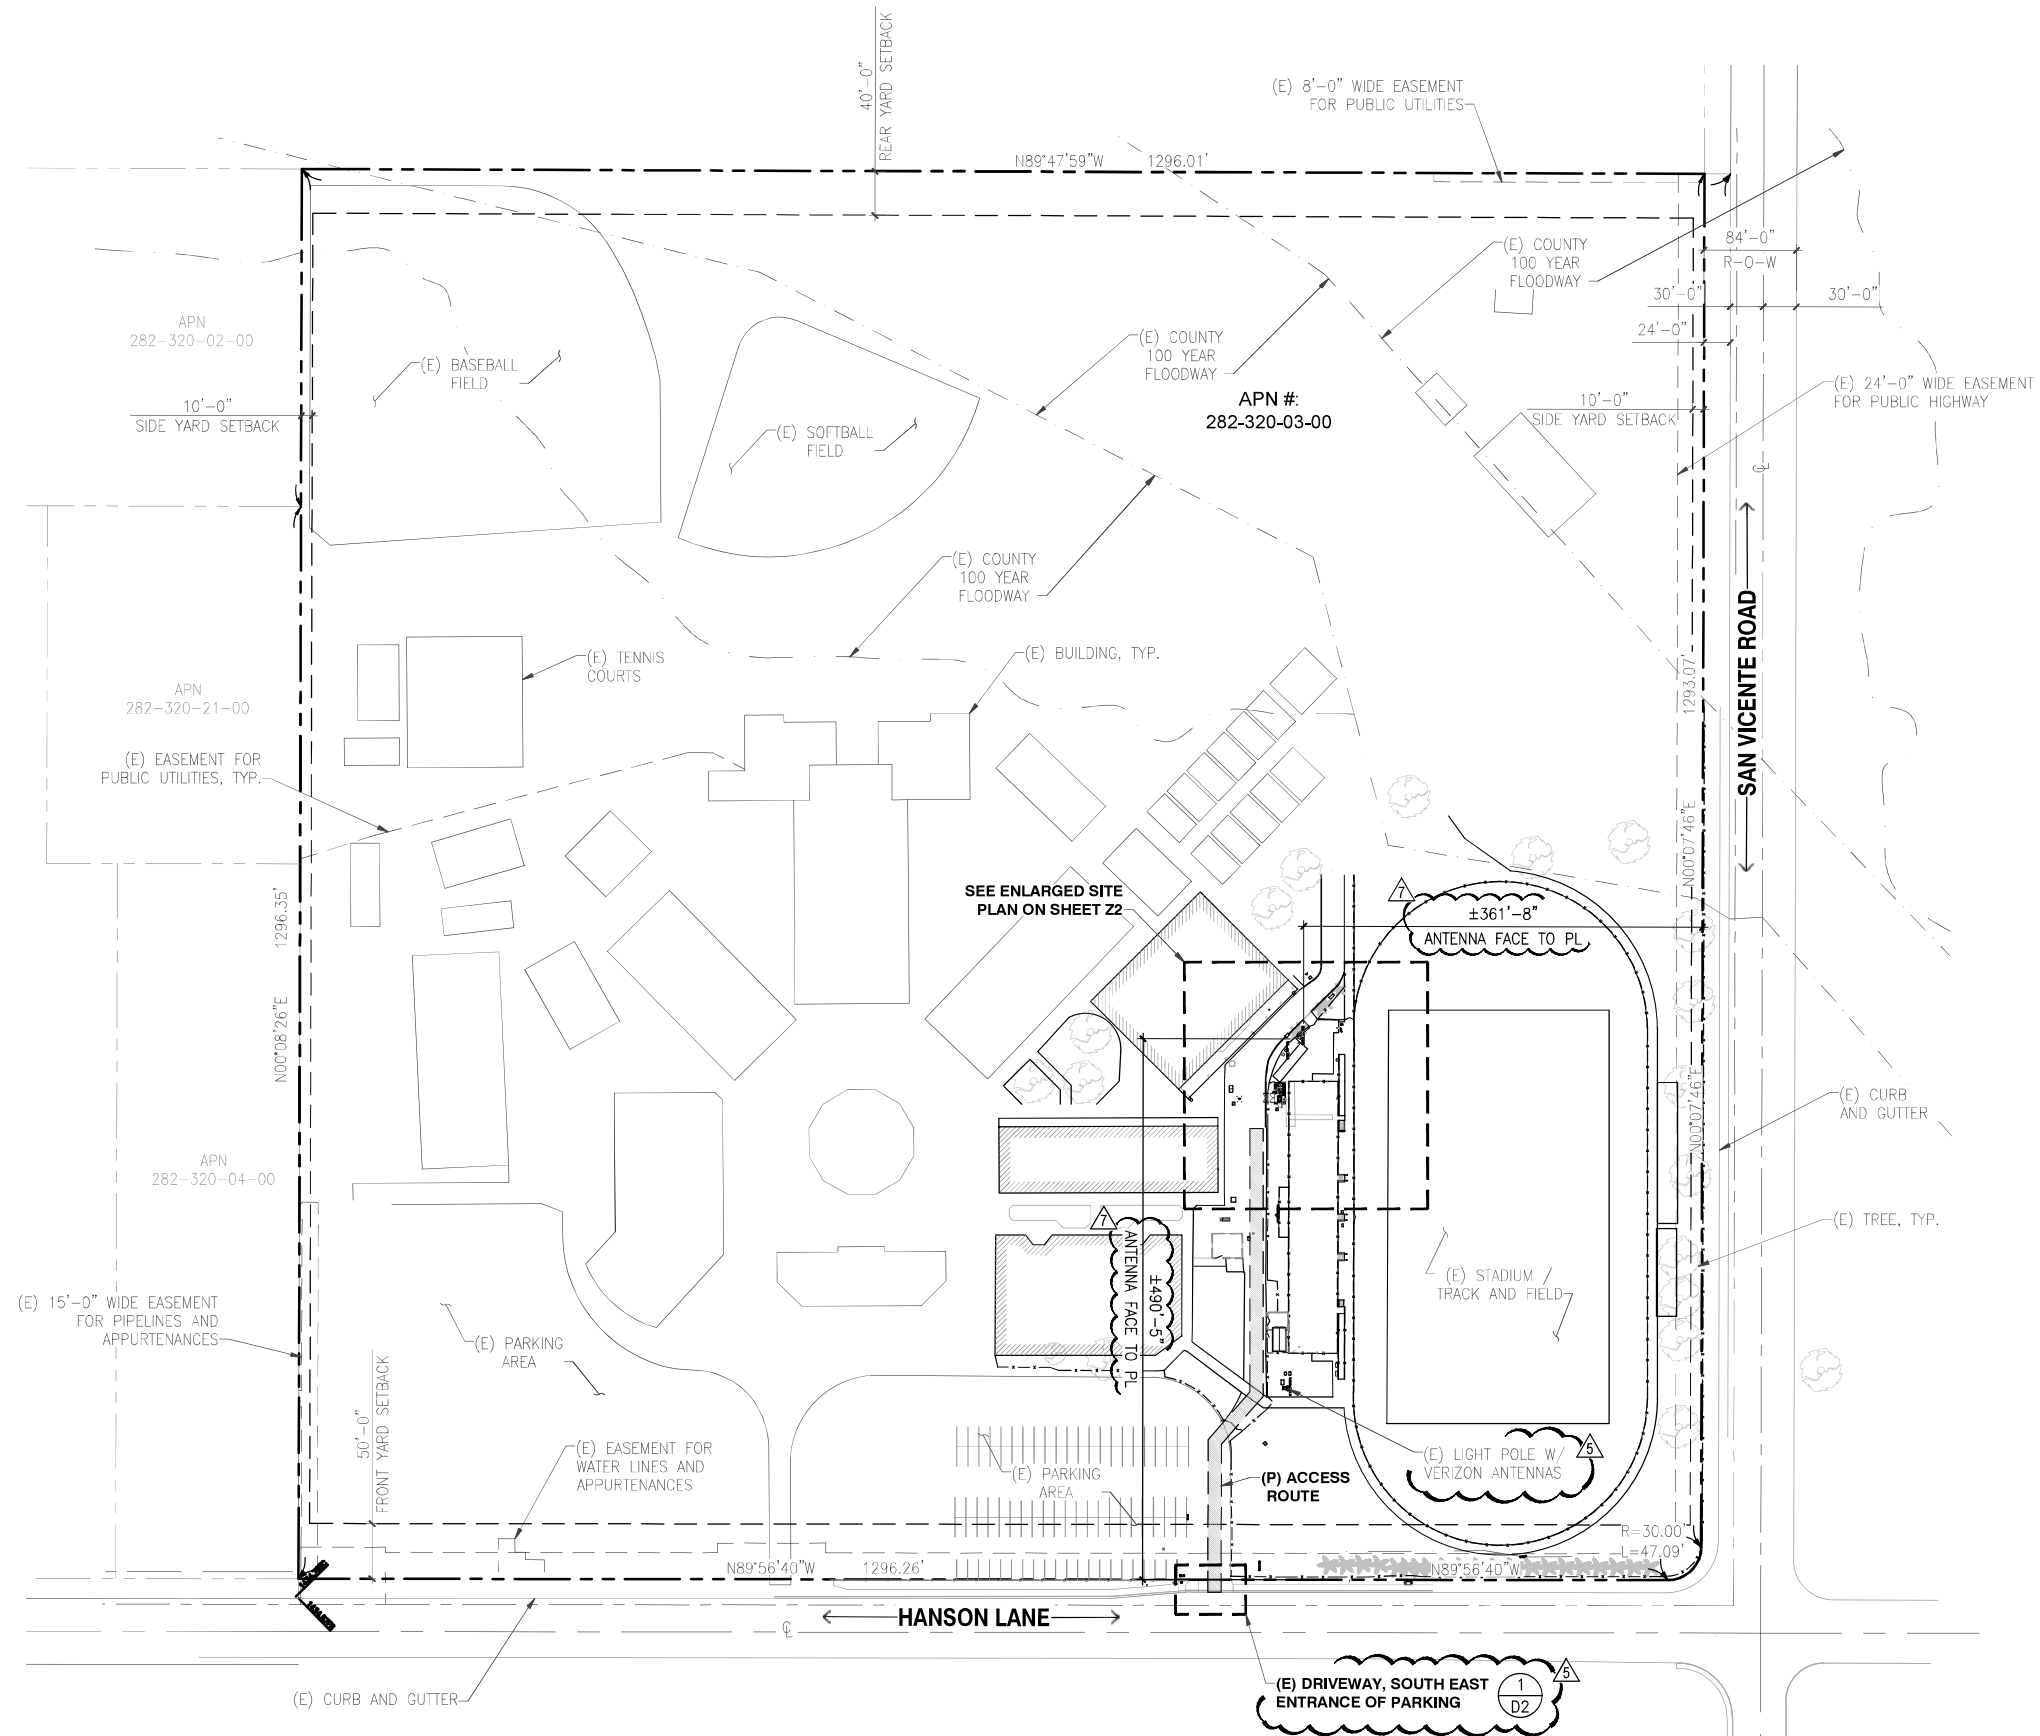 40'-0"
REAR YARD SETBACK
(E) 8'-0" WIDE EASEMENT
FOR PUBLIC UTILITIES
N89°47'59"W 1296.01'
84'-0"
R-O-W
(E) COUNTY
100 YEAR
FLOODWAY
30'-0"
30'-0"
24'-0"
APN
282-320-02-00
(E) COUNTY
100 YEAR
FLOODWAY
(E) BASEBALL
FIELD
APN #:
282-320-03-00
(E) 24'-0" WIDE EASEMENT
FOR PUBLIC HIGHWAY
10'-0"
SIDE YARD SETBACK
10'-0"
SIDE YARD SETBACK
(E) SOFTBALL
FIELD
℄
(E) COUNTY
100 YEAR
FLOODWAY
SAN VICENTE ROAD
(E) TENNIS
COURTS
(E) BUILDING, TYP.
1293.07'
APN
282-320-21-00
(E) EASEMENT FOR
PUBLIC UTILITIES, TYP.
N00°07'46"E
SEE ENLARGED SITE
PLAN ON SHEET Z2
7
±361'-8"
ANTENNA FACE TO PL
1296.35'
N00°08'26"E
N00°07'46"E
(E) CURB
AND GUTTER
APN
282-320-04-00
(E) TREE, TYP.
7
±490'-5"
ANTENNA FACE TO PL
(E) STADIUM /
TRACK AND FIELD
(E) 15'-0" WIDE EASEMENT
FOR PIPELINES AND
APPURTENANCES
(E) PARKING
AREA
50'-0"
FRONT YARD SETBACK
(E) EASEMENT FOR
WATER LINES AND
APPURTENANCES
(E) PARKING
AREA
(P) ACCESS
ROUTE
(E) LIGHT POLE W/
VERIZON ANTENNAS
5
R=30.00'
L=47.09'
N89°56'40"W 1296.26'
N89°56'40"W
HANSON LANE
℄
(E) CURB AND GUTTER
(E) DRIVEWAY, SOUTH EAST
ENTRANCE OF PARKING
1
D2
5